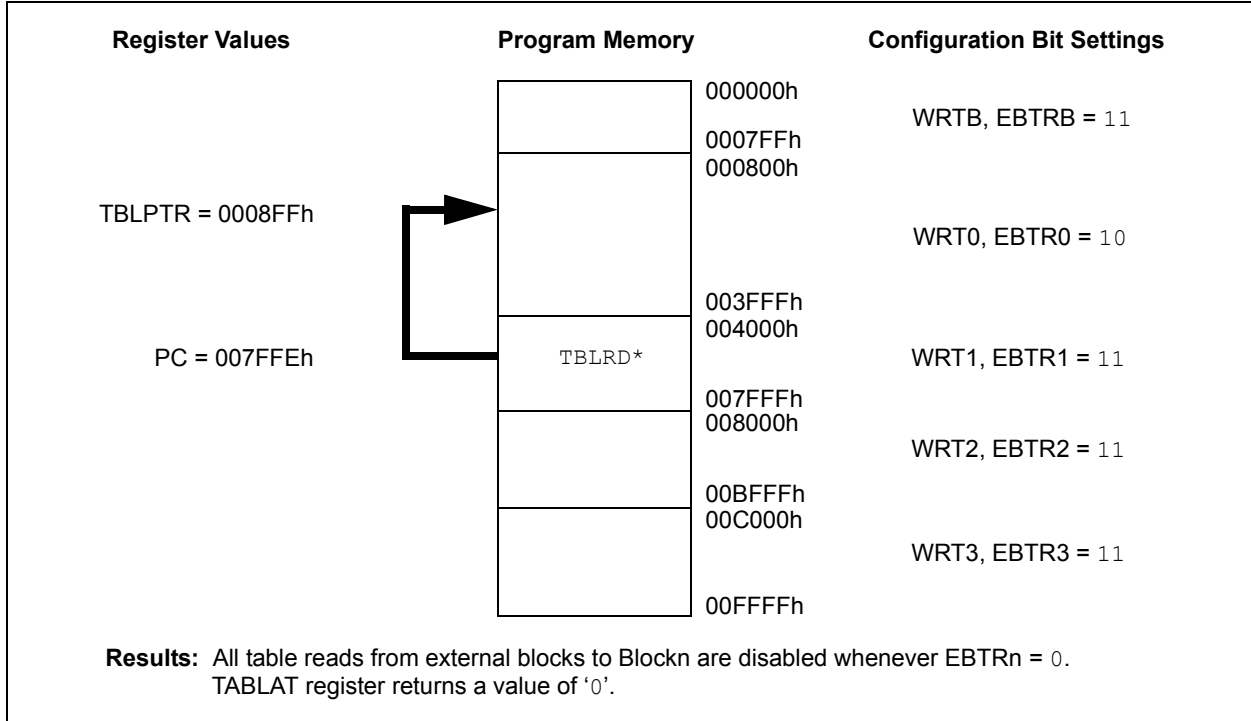 Register Values Program Memory Configuration Bit Settings
000000h
WRTB, EBTRB = 11
0007FFh
000800h
TBLPTR = 0008FFh
WRT0, EBTR0 = 10
003FFFh
004000h
PC = 007FFEh TBLRD* WRT1, EBTR1 = 11
007FFFh
008000h
WRT2, EBTR2 = 11
00BFFFh
00C000h
WRT3, EBTR3 = 11
00FFFFh
Results: All table reads from external blocks to Blockn are disabled whenever EBTRn = 0.
TABLAT register returns a value of ‘0’.